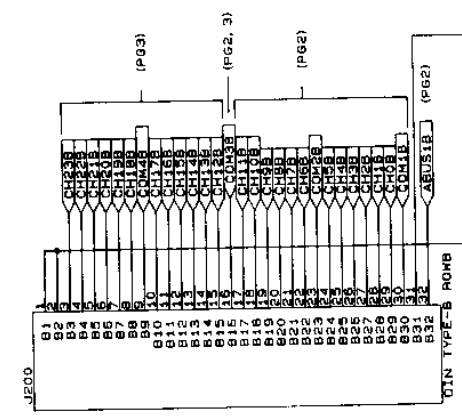 J200
B1 1
B2 2
B3 3 CH23B
B4 4 CH22B
B5 5 CH21B
B6 6 CH20B
B7 7 CH19B
B8 8 CH18B
B9 9 COM4B
B10 10 CH17B
B11 11 CH16B
B12 12 CH15B
B13 13 CH14B
B14 14 CH13B
B15 15 CH12B
(PG3)
B16 16 COM3B (PG2, 3)
B17 17 CH11B
B18 18 CH10B
B19 19 CH9B
B20 20 CH8B
B21 21 CH7B
B22 22 CH6B
B23 23 COM2B
B24 24 CH5B
B25 25 CH4B
B26 26 CH3B
B27 27 CH2B
B28 28 CH1B
B29 29 CH0B
B30 30 COM1B
(PG2)
B31 31
B32 32 ABUS1B (PG2)
DIN TYPE-B ROWB